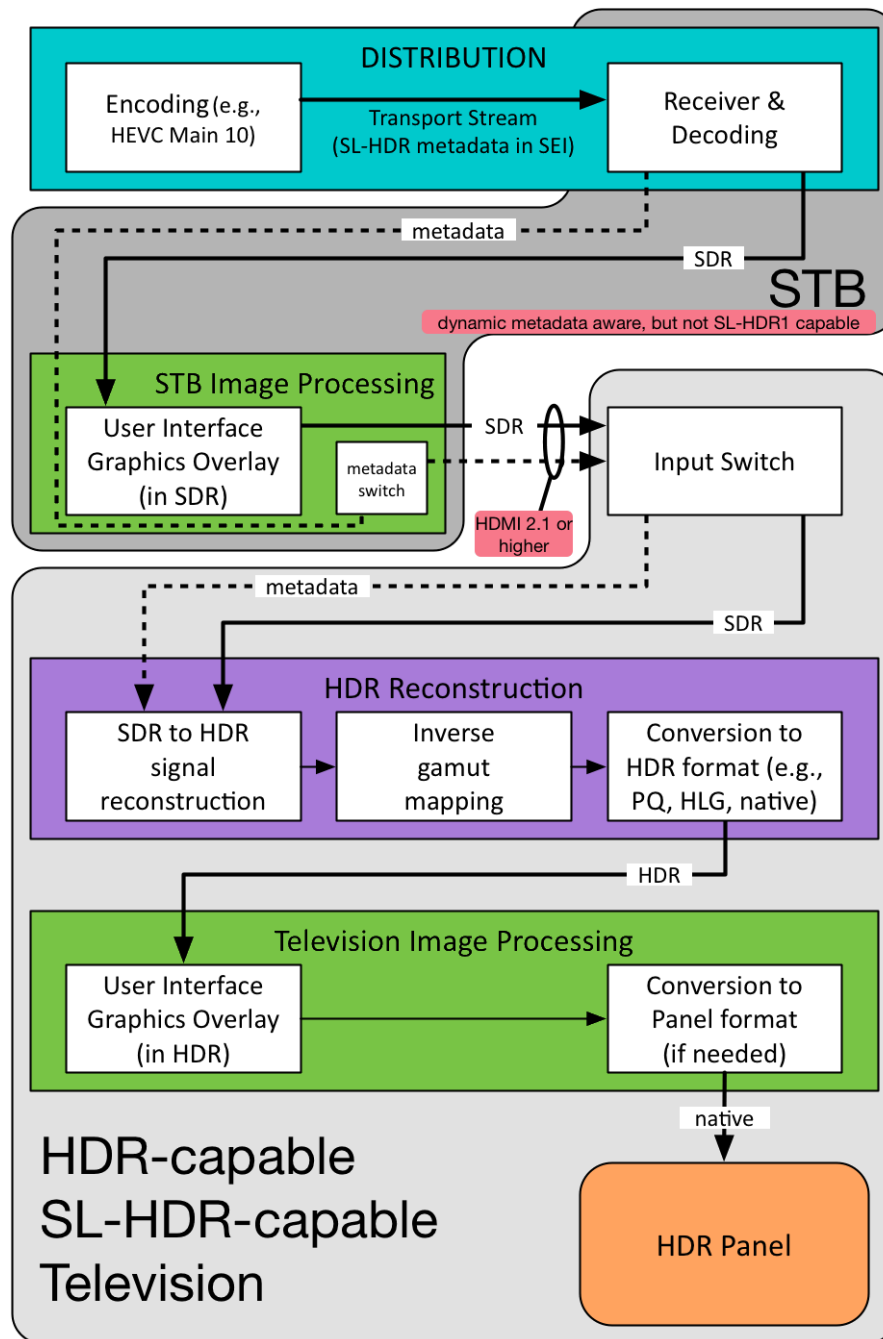 DISTRIBUTION
Encoding (e.g.,
HEVC Main 10)
Transport Stream
(SL-HDR metadata in SEI)
Receiver &
Decoding
metadata
SDR
STB
dynamic metadata aware, but not SL-HDR1 capable
STB Image Processing
User Interface
Graphics Overlay
(in SDR)
metadata
switch
SDR
HDMI 2.1 or
higher
Input Switch
metadata
SDR
HDR Reconstruction
SDR to HDR
signal
reconstruction
Inverse
gamut
mapping
Conversion to
HDR format (e.g.,
PQ, HLG, native)
HDR
Television Image Processing
User Interface
Graphics Overlay
(in HDR)
Conversion to
Panel format
(if needed)
native
HDR-capable
SL-HDR-capable
Television
HDR Panel